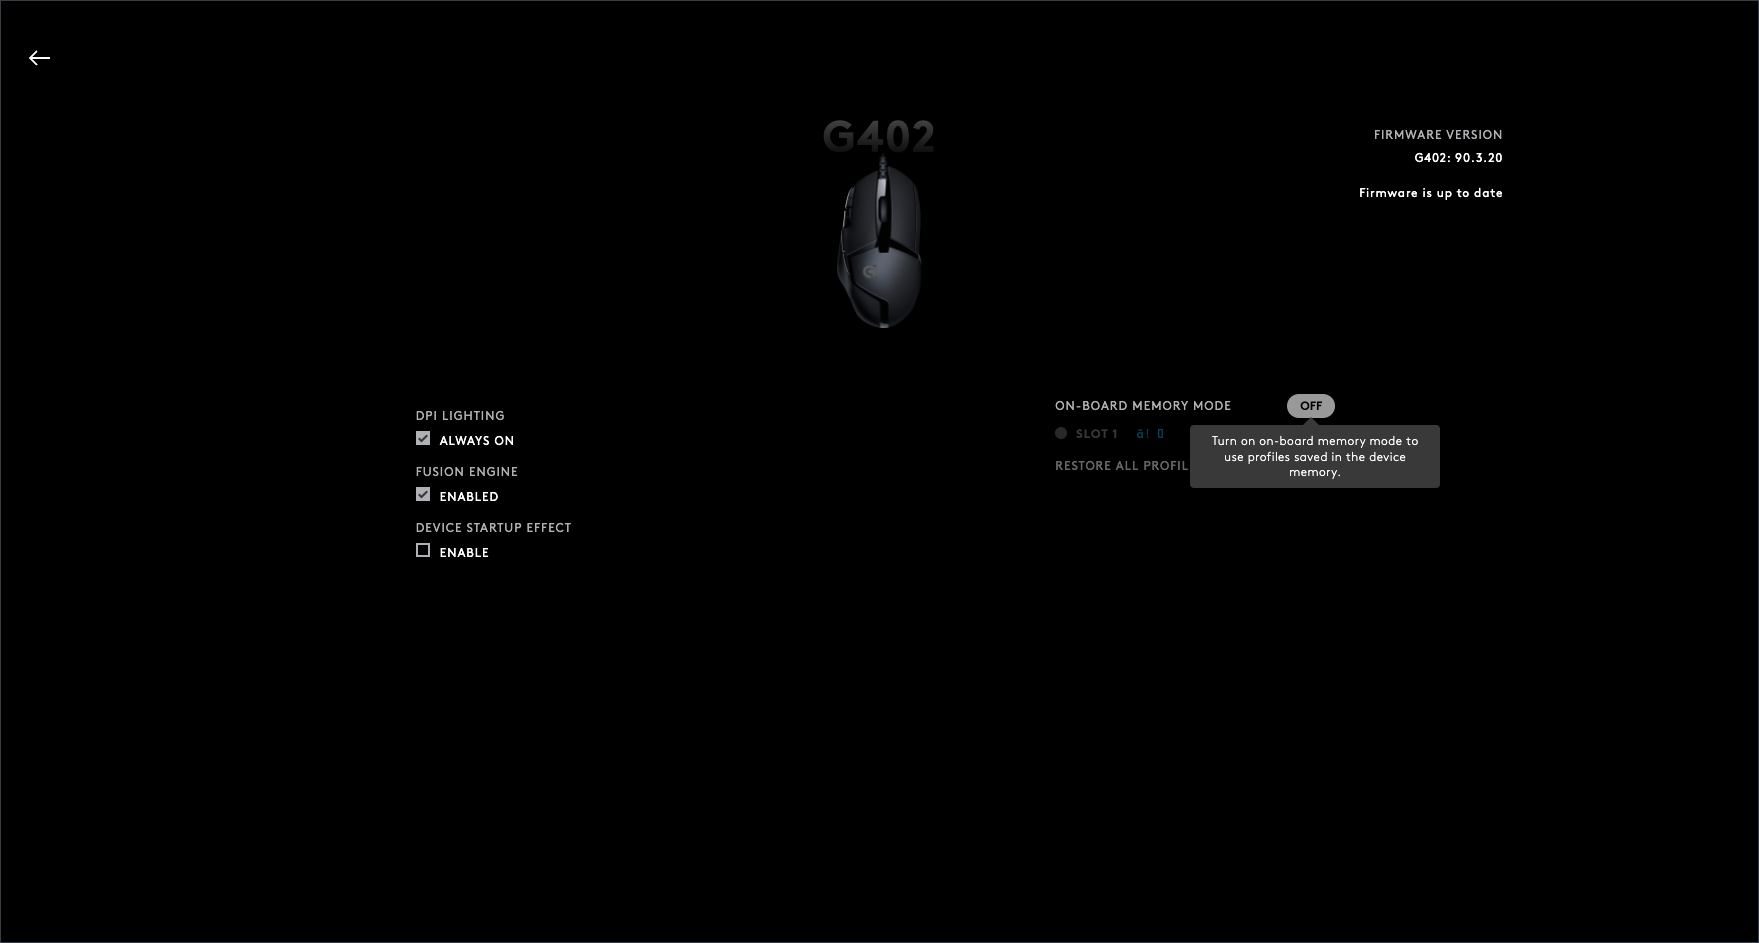 G402
FIRMWARE VERSION
G402: 90.3.20
Firmware is up to date
DPI LIGHTING
ALWAYS ON
FUSION ENGINE
ENABLED
DEVICE STARTUP EFFECT
ENABLE
ON-BOARD MEMORY MODE OFF
SLOT 1
RESTORE ALL
Turn on on-board memory mode to
use profiles saved in the device
memory.